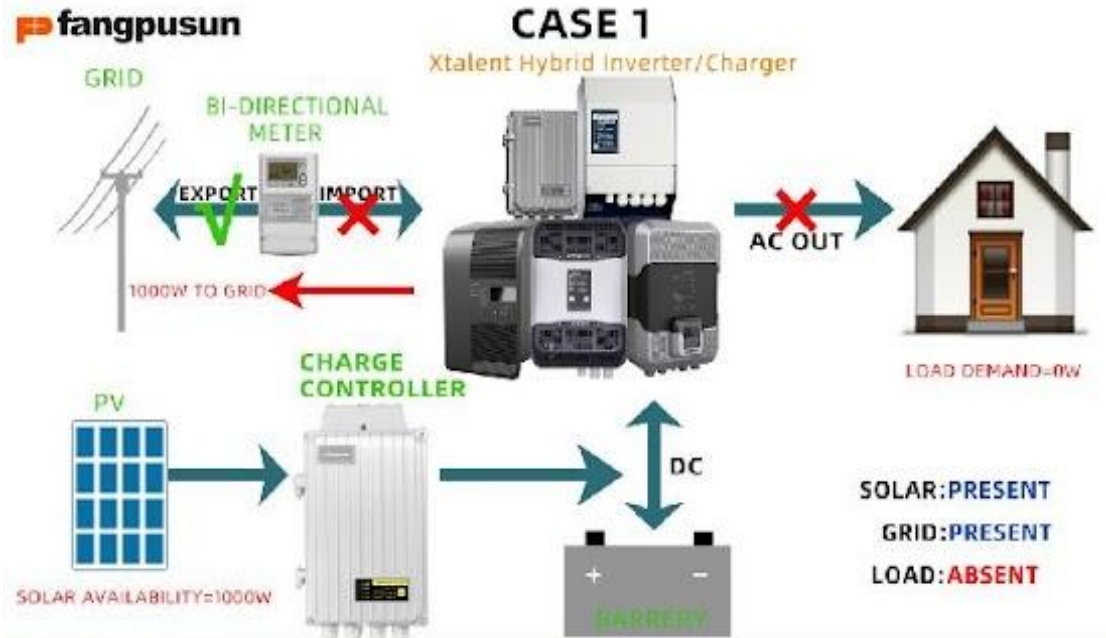 fangpusun
CASE 1
Xtalent Hybrid Inverter/Charger
GRID
BI-DIRECTIONAL
METER
EXPORT
IMPORT
AC OUT
1000W TO GRID
LOAD DEMAND=0W
CHARGE
CONTROLLER
PV
DC
SOLAR:PRESENT
GRID:PRESENT
LOAD:ABSENT
SOLAR AVAILABILITY=1000W
+ −
BARRERY